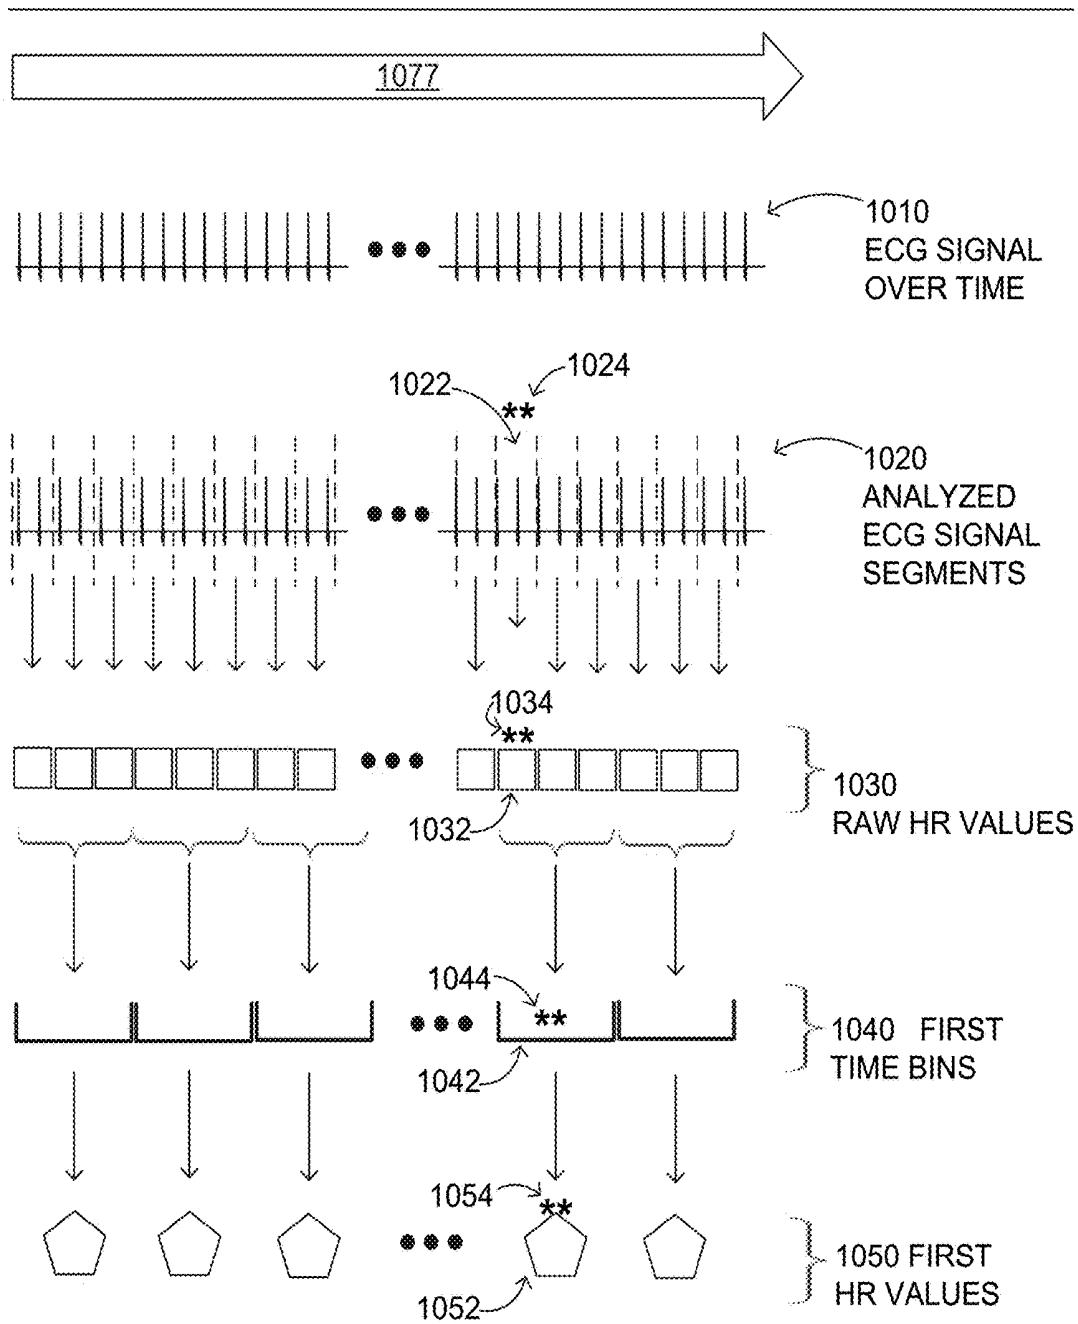 1077
1010
ECG SIGNAL
OVER TIME
1024
1022
**
1020
ANALYZED
ECG SIGNAL
SEGMENTS
1034
**
1030
RAW HR VALUES
1032
1044
**
1040 FIRST
TIME BINS
1042
1054
**
1050 FIRST
HR VALUES
1052